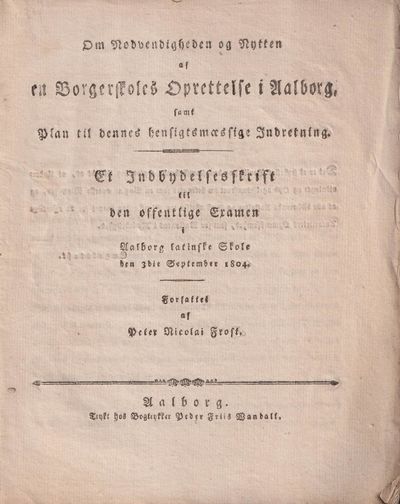 Om Nodvendigheden og Nytten
af
en Borgerskoles Oprettelse i Aalborg,
samt
Plan til dennes hensigtsmæssige Indretning.
Et Indbydelsesskrift
til
den offentlige Examen
i
Aalborg latinske Skole
den 3die September 1804.
Forfattet
af
Peter Nicolai Frost.
Aalborg.
Trykt hos Bogtrykker Peder Friis Wandall.